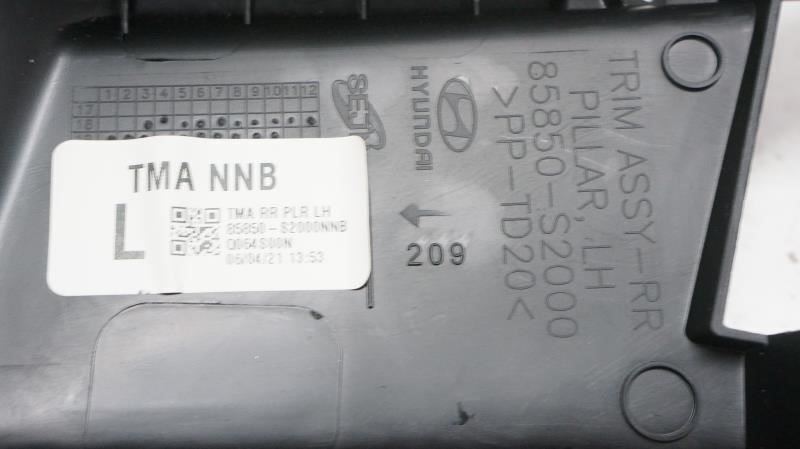 1 2 3 4 5 6 7 8 9 10 11 12
17
18
TMA NNB
L
TMA RR PLR LH
85850-S2000NNB
Q064S00N
06/04/21 13:53
HYUNDAI
209
TRIM ASSY-RR
PILLAR, LH
85850-S2000
>PP-TD20<